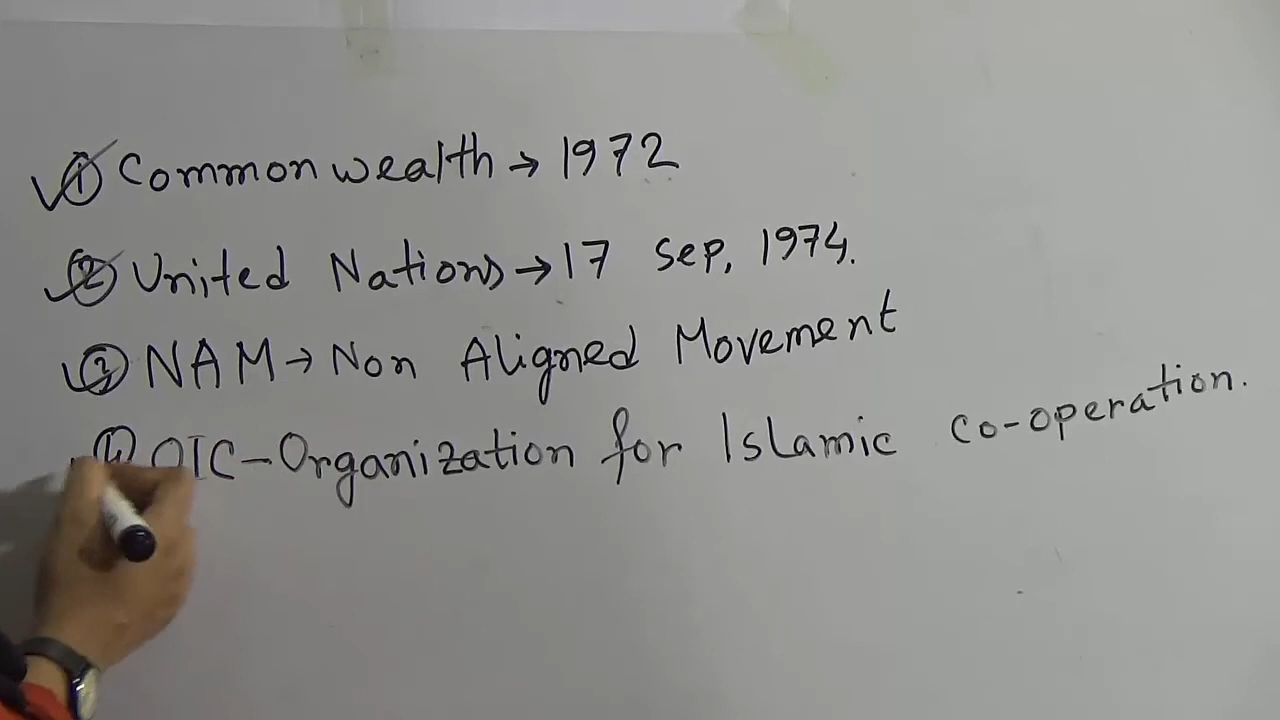 ① Commonwealth → 1972
② United Nations → 17 Sep, 1974.
③ NAM → Non Aligned Movement
④ OIC - Organization for Islamic Co-operation.